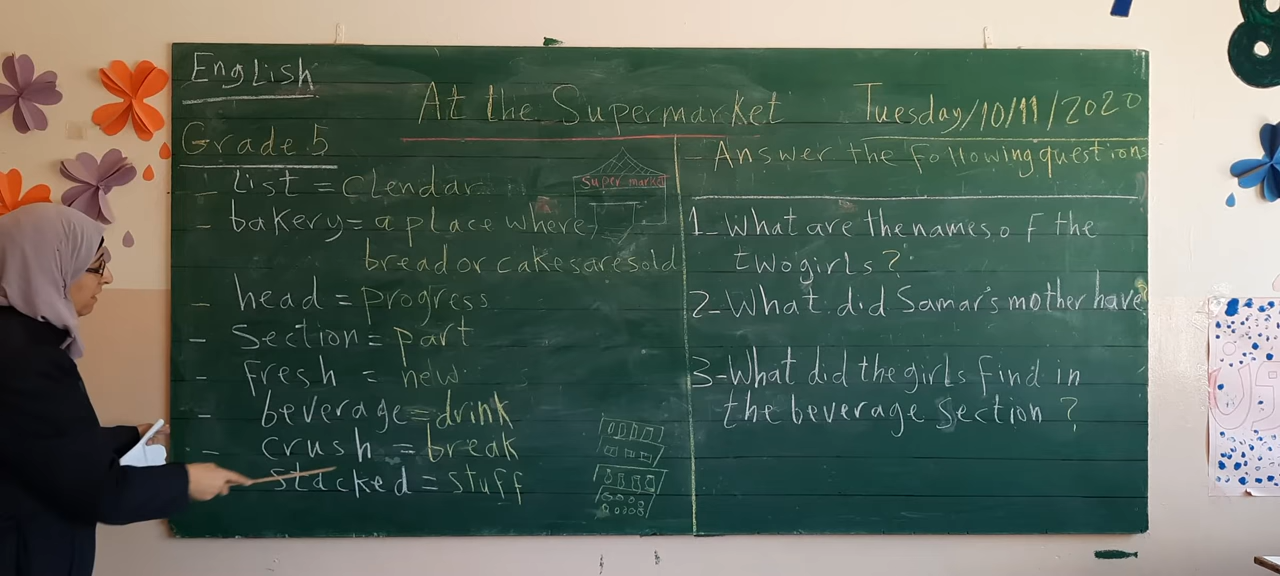 English
At the Supermarket
Tuesday/10/11/2020
Grade.5
- List = Clendar
- bakery = a place where
bread or cakes are sold
- head = progress
- Section = part
- Fresh = new
- beverage = drink
- crush = break
stacked = stuff
Super market
- Answer the Following questions
1- What are the names of the
two girls?
2- What did Samar's mother have?
3- What did the girls find in
the beverage section?
8